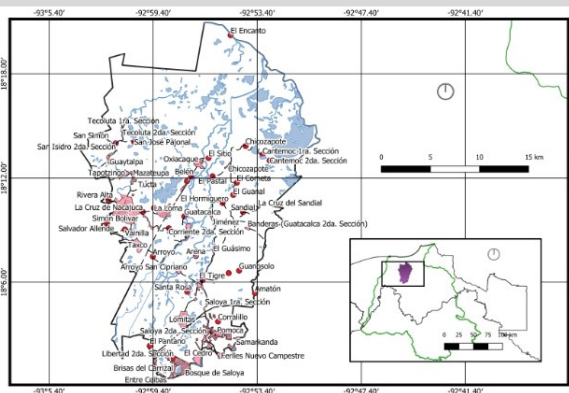 -93°5.40' -92°59.40' -92°53.40' -92°47.40' -92°41.40'
El Encanto
18°18.00'
Tecoluta 1ra. Sección
San Simón Tecoluta 2da. Sección
San Isidro 2da. Sección San José Pajonal
Chicozapote
Guaytalpa Oxiacaque El Sitio Cantemoc 1ra. Sección
Cantemoc 2da. Sección
18°12.00'
Tapotzingo Mazateupa Belén Chicozapote
Tucta El Pastal El Cometa
Rivera Alta El Guanal
El Hormiguero La Cruz del Sandial
La Cruz de Nacajuca La Loma Sandial
Simón Bolívar Guatacalca
Salvador Allende Vainilla Corriente 2da. Sección Jiménez Banderas (Guatacalca 2da. Sección)
Taxco
Arroyo Arena El Guásimo
Arroyo San Cipriano Guanosolo
18°6.00'
El Tigre
Santa Rosa Amatón
Saloya 1ra. Sección
Lomitas Corralillo
Saloya 2da. Sección Pomoca
El Pantano Samarkanda
Libertad 2da. Sección El Cedro Perlles Nuevo Campestre
Brisas del Carrizal
Entre Ceibas Bosque de Saloya
0 5 10 15 km
0 25 50 75 100 km
-93°5.40' -92°59.40' -92°53.40' -92°47.40' -92°41.40'